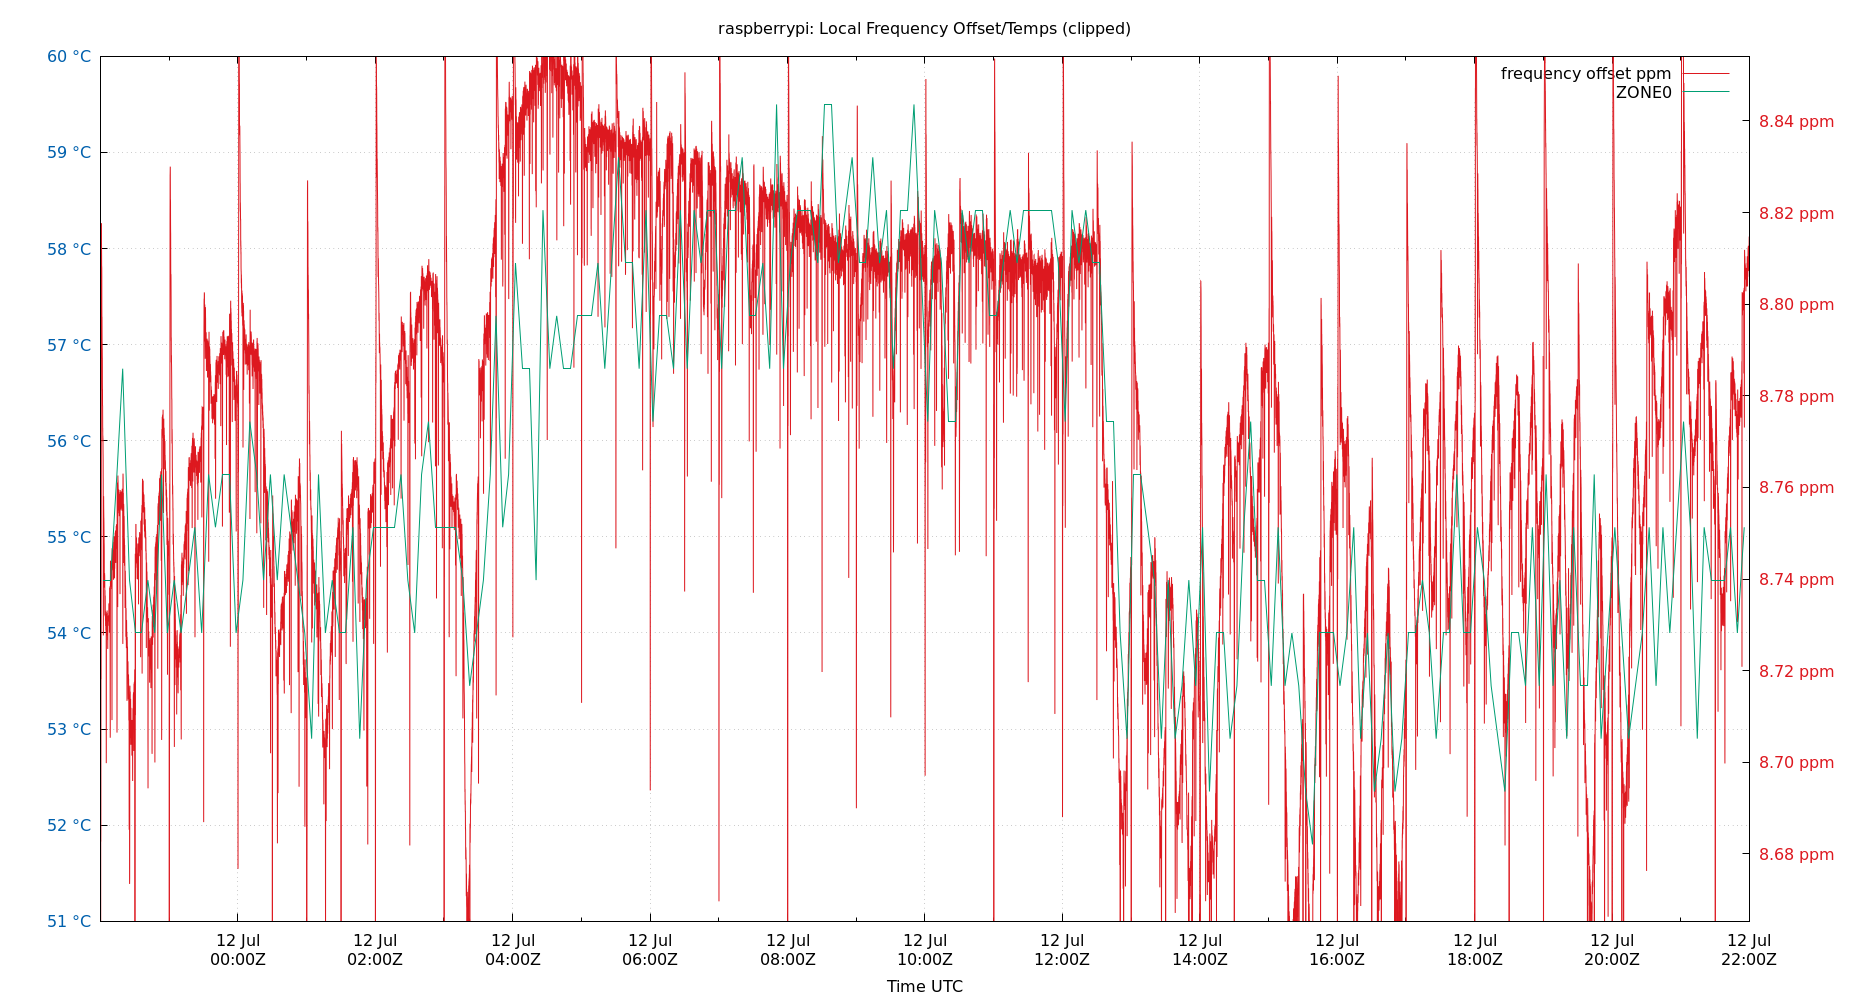 raspberrypi: Local Frequency Offset/Temps (clipped)
60 °C
59 °C
58 °C
57 °C
56 °C
55 °C
54 °C
53 °C
52 °C
51 °C
frequency offset ppm
ZONE0
8.84 ppm
8.82 ppm
8.80 ppm
8.78 ppm
8.76 ppm
8.74 ppm
8.72 ppm
8.70 ppm
8.68 ppm
12 Jul 12 Jul 12 Jul 12 Jul 12 Jul 12 Jul 12 Jul 12 Jul 12 Jul 12 Jul 12 Jul 12 Jul
00:00Z 02:00Z 04:00Z 06:00Z 08:00Z 10:00Z 12:00Z 14:00Z 16:00Z 18:00Z 20:00Z 22:00Z
Time UTC